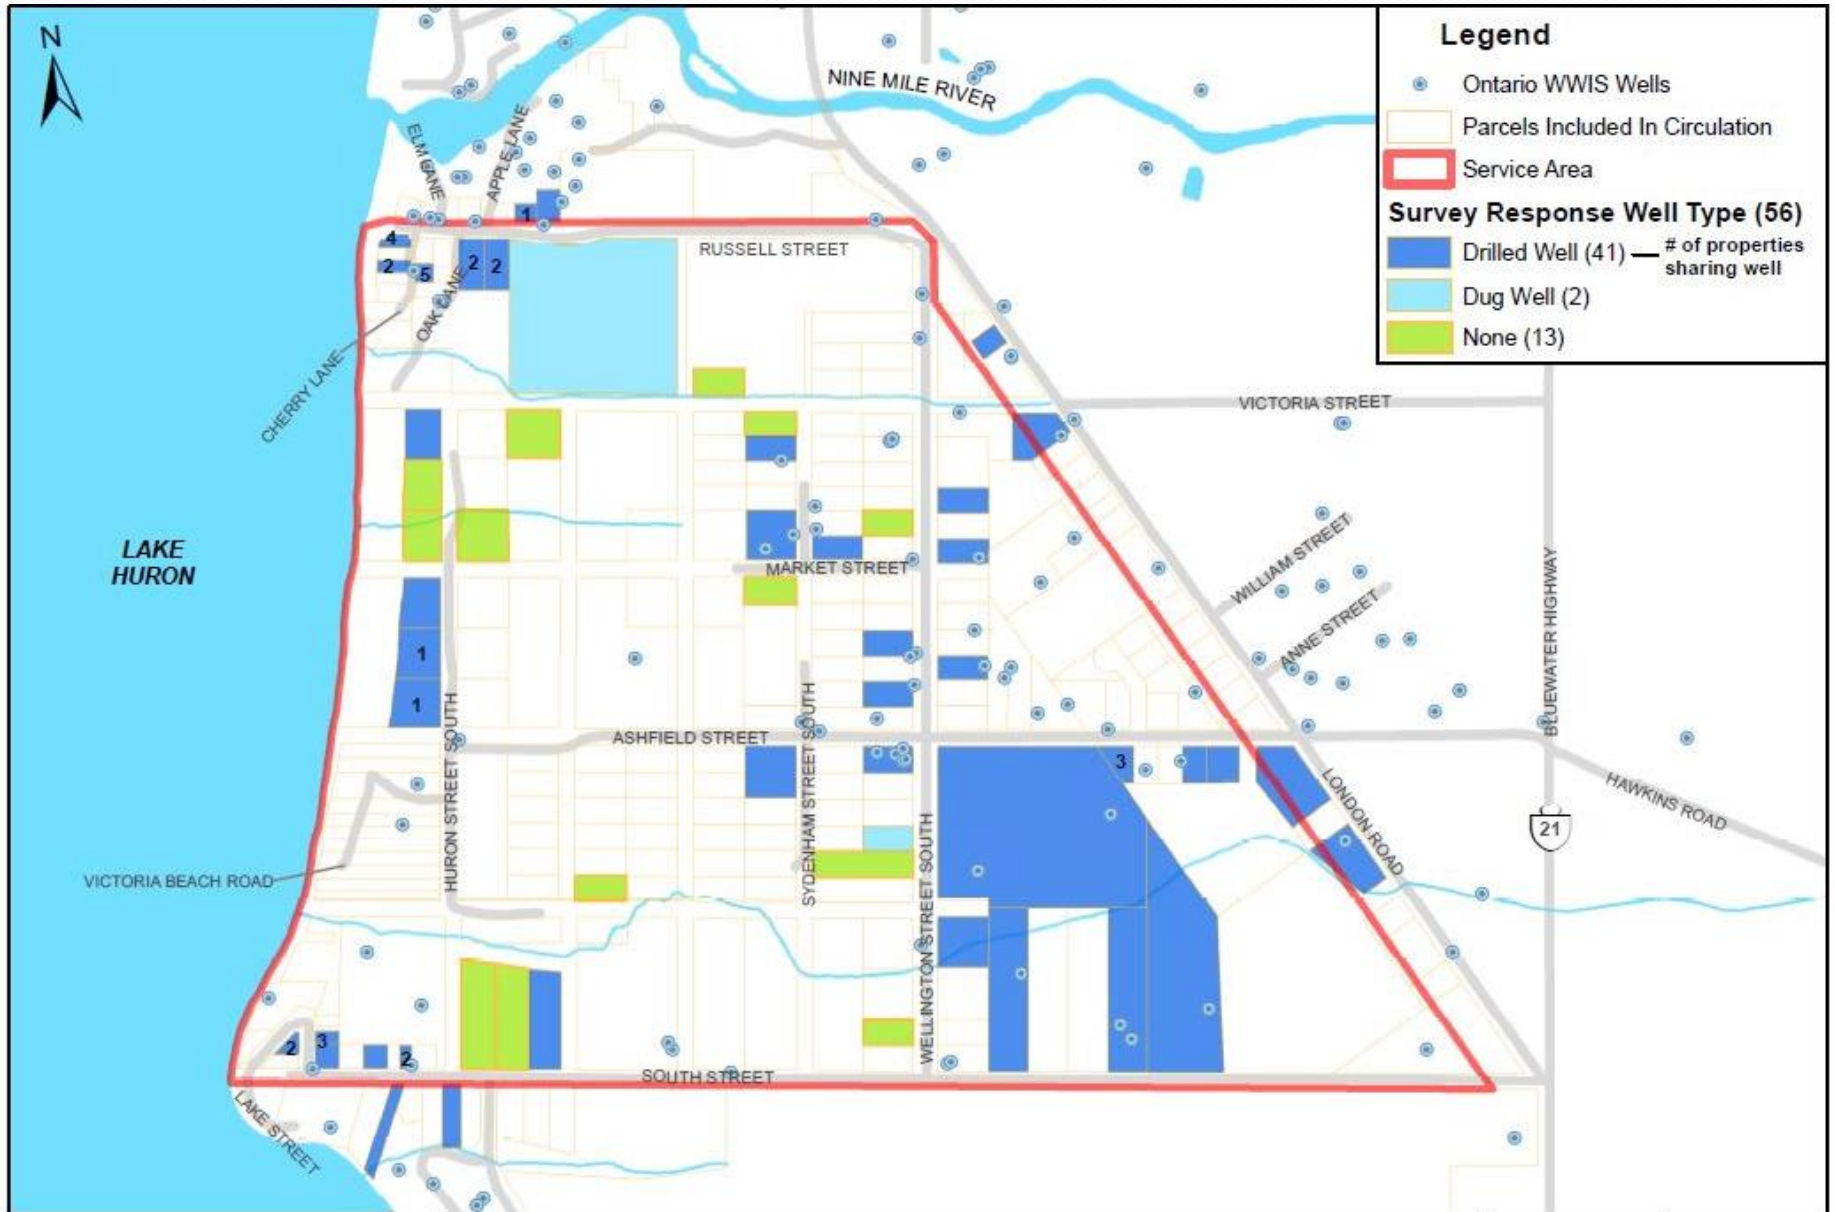 N
NINE MILE RIVER
Legend
Ontario WWIS Wells
Parcels Included In Circulation
Service Area
Survey Response Well Type (56)
Drilled Well (41)
# of properties
sharing well
Dug Well (2)
None (13)
ELM LANE
APPLE LANE
1
RUSSELL STREET
4
2
5
2
2
OAK LANE
CHERRY LANE
VICTORIA STREET
LAKE
HURON
WILLIAM STREET
MARKET STREET
ANNE STREET
BLUEWATER HIGHWAY
1
1
HURON STREET SOUTH
ASHFIELD STREET
SYDENHAM STREET SOUTH
3
LONDON ROAD
HAWKINS ROAD
21
VICTORIA BEACH ROAD
WELLINGTON STREET SOUTH
2
3
2
SOUTH STREET
LAKE STREET